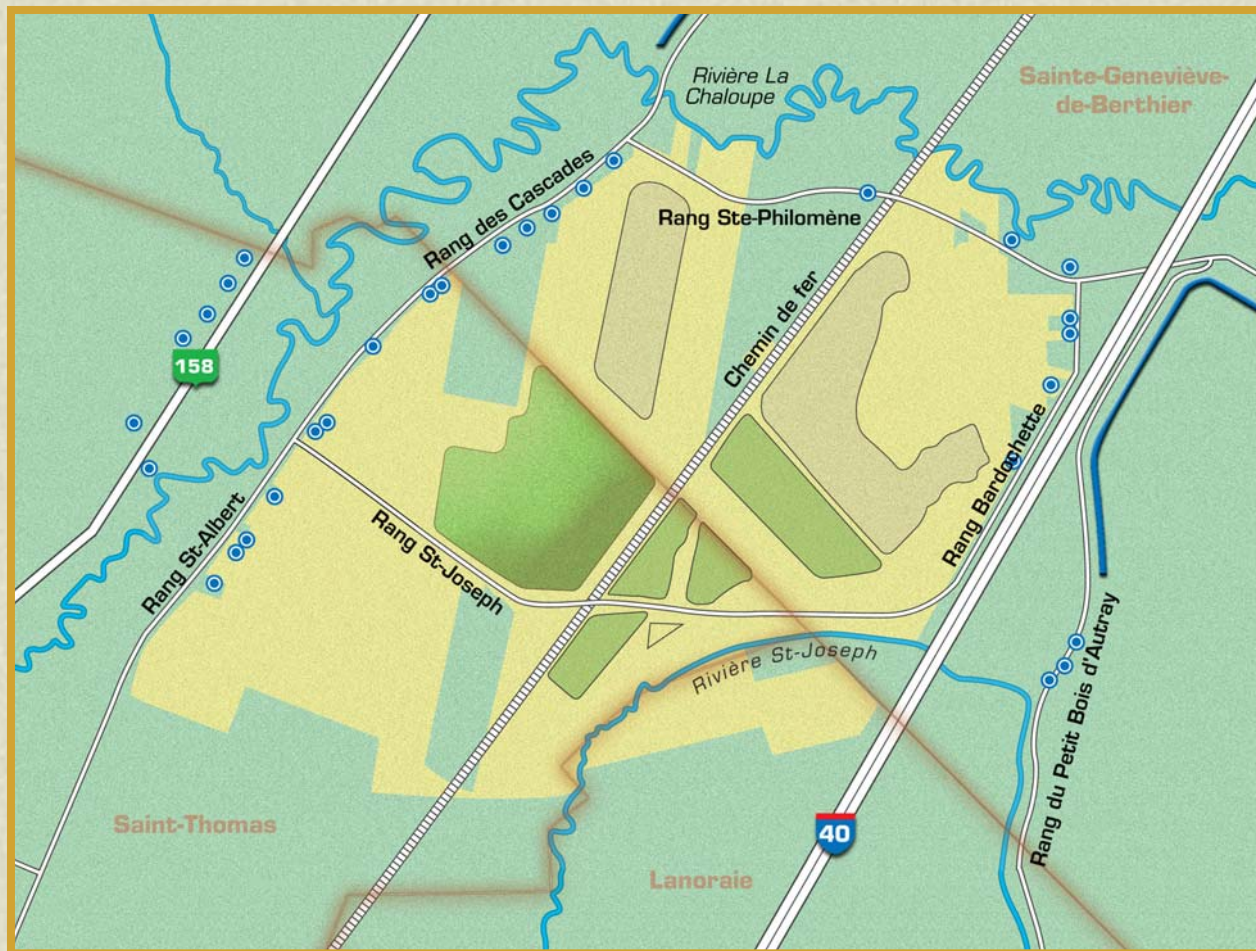 Rivière La
Chaloupe
Sainte-Geneviève-
de-Berthier
Rang des Cascades
Rang Ste-Philomène
Chemin de fer
158
Rang St-Albert
Rang St-Joseph
Rang Bardochette
Rivière St-Joseph
Rang du Petit Bois d'Autray
Saint-Thomas
40
Lanoraie